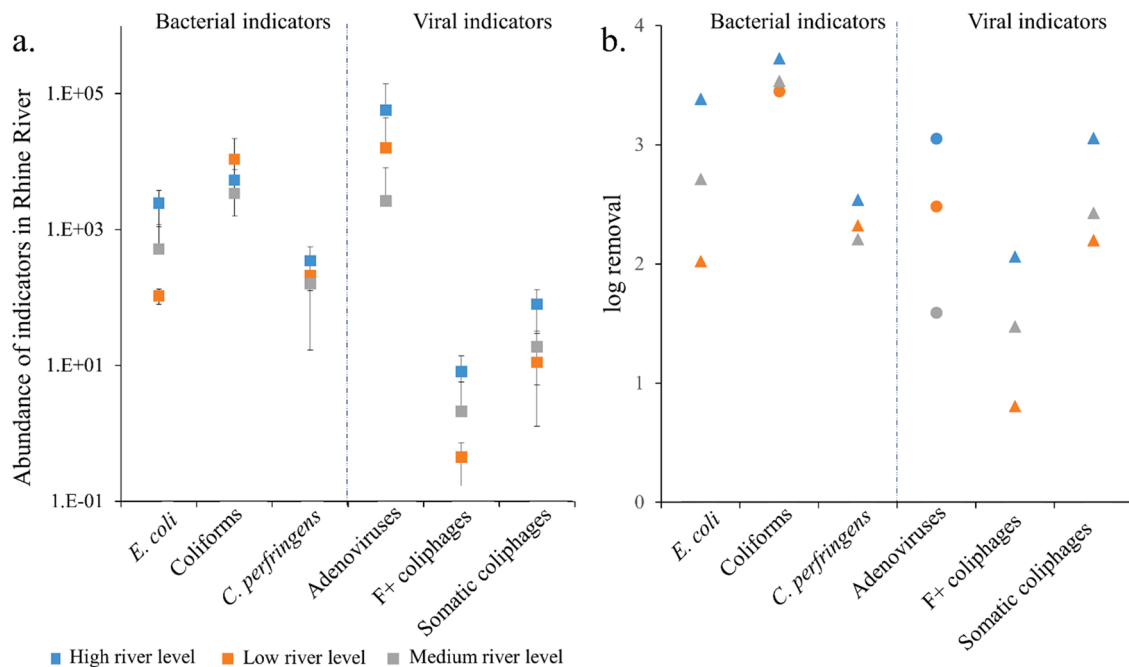 a.
Bacterial indicators
Viral indicators
Abundance of indicators in Rhine River
1.E+05
1.E+03
1.E+01
1.E-01
E. coli
Coliforms
C. perfringens
Adenoviruses
F+ coliphages
Somatic coliphages
High river level
Low river level
Medium river level
b.
Bacterial indicators
Viral indicators
log removal
4
3
2
1
0
E. coli
Coliforms
C. perfringens
Adenoviruses
F+ coliphages
Somatic coliphages